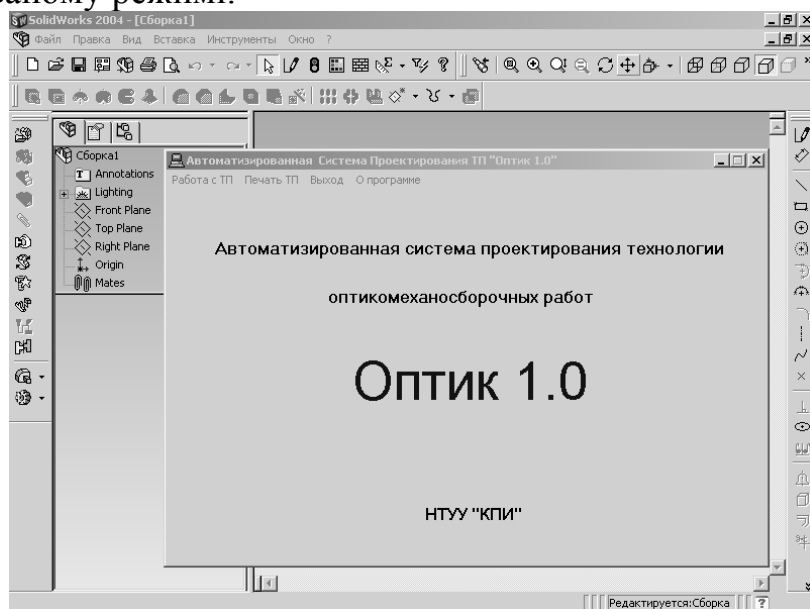 ваному режимі.
SolidWorks 2004 - [Сборка1]
Файл Правка Вид Вставка Инструменты Окно ?
Сборка1
Annotations
Lighting
Front Plane
Top Plane
Right Plane
Origin
Mates
Автоматизированная Система Проектирования ТП "Оптик 1.0"
Работа с ТП Печать ТП Выход О программе
Автоматизированная система проектирования технологии
оптикомеханосборочных работ
Оптик 1.0
НТУУ "КПИ"
Редактируется:Сборка ?